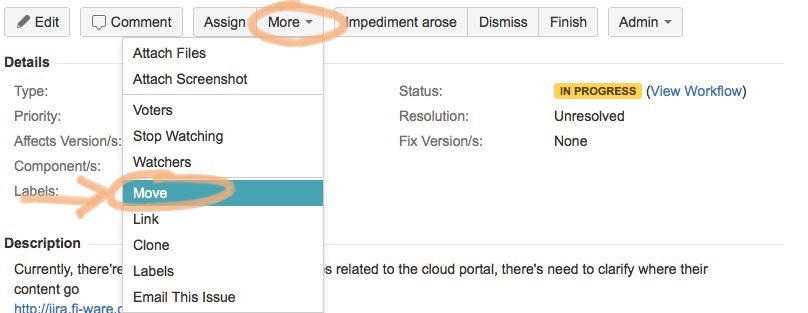 Edit Comment Assign More Impediment arose Dismiss Finish Admin
Details
Attach Files
Attach Screenshot
Voters
Stop Watching
Watchers
Move
Link
Clone
Labels
Email This Issue
Type:
Priority:
Affects Version/s:
Component/s:
Labels:
Status: IN PROGRESS (View Workflow)
Resolution: Unresolved
Fix Version/s: None
Description
Currently, there're s related to the cloud portal, there's need to clarify where their
content go
http://jira.fi-ware.